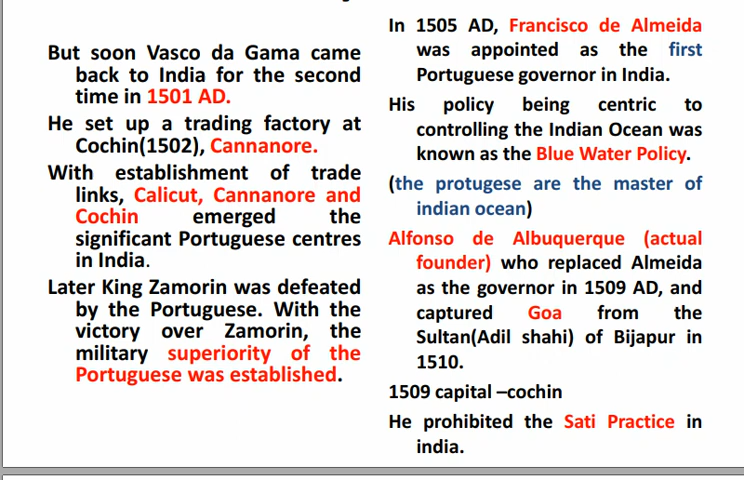 But soon Vasco da Gama came
back to India for the second
time in 1501 AD.
He set up a trading factory at
Cochin(1502), Cannanore.
With establishment of trade
links, Calicut, Cannanore and
Cochin emerged the
significant Portuguese centres
in India.
Later King Zamorin was defeated
by the Portuguese. With the
victory over Zamorin, the
military superiority of the
Portuguese was established.
In 1505 AD, Francisco de Almeida
was appointed as the first
Portuguese governor in India.
His policy being centric to
controlling the Indian Ocean was
known as the Blue Water Policy.
(the protugese are the master of
indian ocean)
Alfonso de Albuquerque (actual
founder) who replaced Almeida
as the governor in 1509 AD, and
captured Goa from the
Sultan(Adil shahi) of Bijapur in
1510.
1509 capital –cochin
He prohibited the Sati Practice in
india.